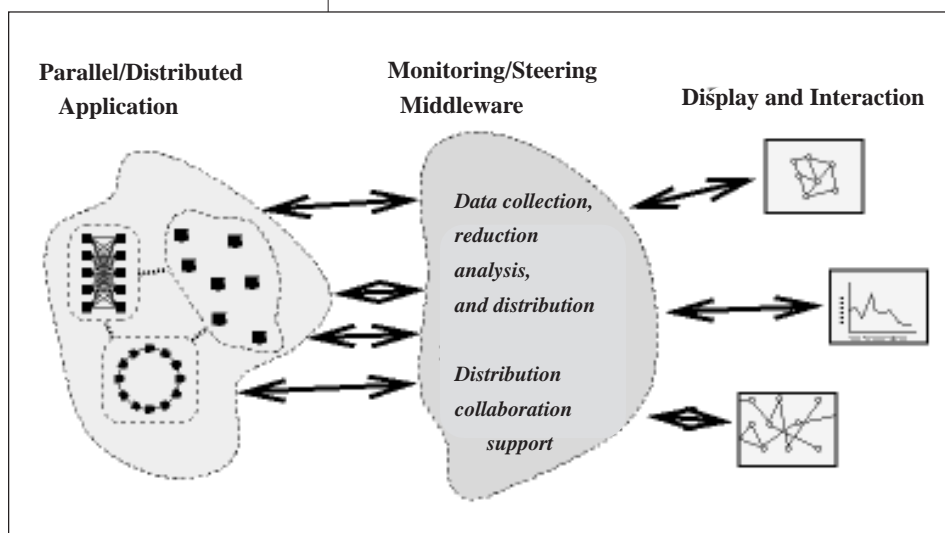 Parallel/Distributed
Application
Monitoring/Steering
Middleware
Display and Interaction
Data collection,
reduction
analysis,
and distribution
Distribution
collaboration
support